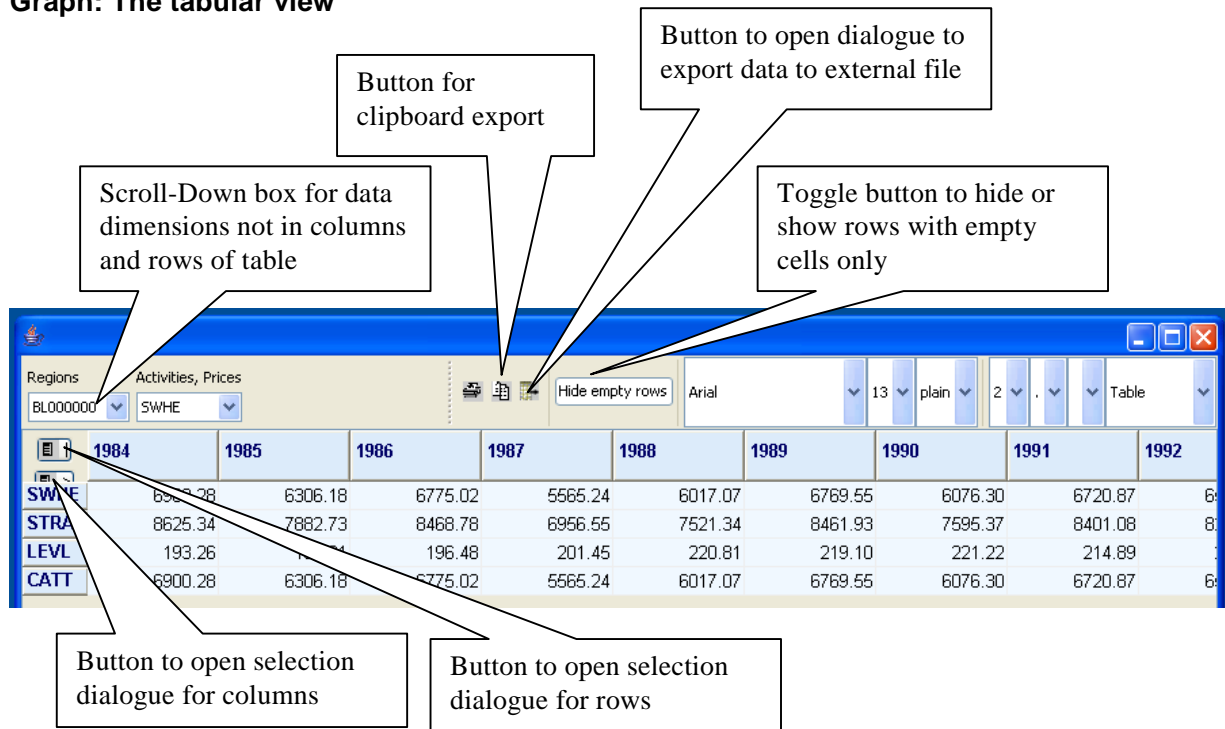 Graph: The tabular view
Button to open dialogue to
export data to external file
Button for
clipboard export
Scroll-Down box for data
dimensions not in columns
and rows of table
Toggle button to hide or
show rows with empty
cells only
Regions Activities, Prices
BL000000 SWHE Hide empty rows Arial 13 plain 2 . Table
1984 1985 1986 1987 1988 1989 1990 1991 1992
SWHE 6306.18 6775.02 5565.24 6017.07 6769.55 6076.30 6720.87
STRA 8625.34 7882.73 8468.78 6956.55 7521.34 8461.93 7595.37 8401.08
LEVL 193.26 196.48 201.45 220.81 219.10 221.22 214.89
CATT 6900.28 6306.18 6775.02 5565.24 6017.07 6769.55 6076.30 6720.87
Button to open selection
dialogue for columns
Button to open selection
dialogue for rows